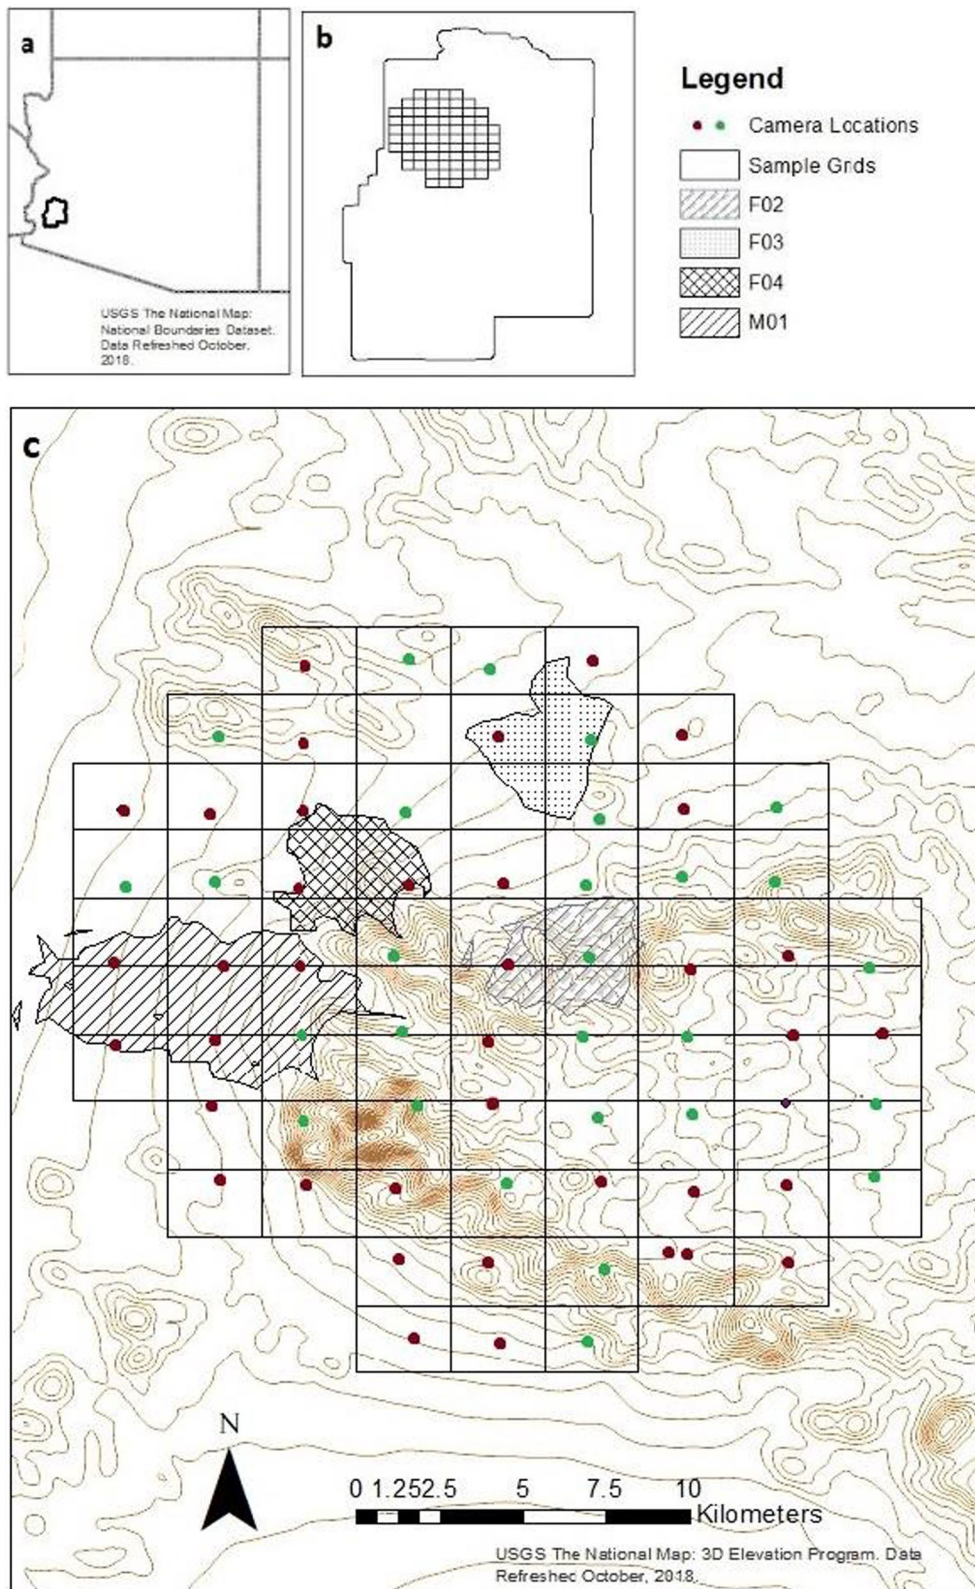 a
b
USGS The National Map:
National Boundaries Dataset.
Data Refreshed October,
2018.
Legend
Camera Locations
Sample Grids
F02
F03
F04
M01
c
N
0 1.252.5 5 7.5 10
Kilometers
USGS The National Map: 3D Elevation Program. Data
Refreshed October, 2018.